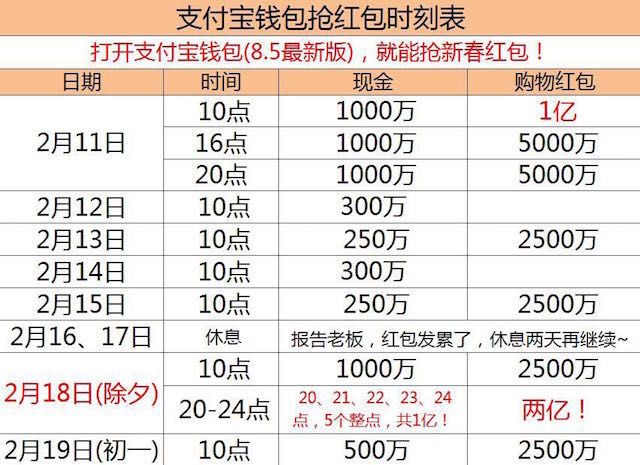 支付宝钱包抢红包时刻表
打开支付宝钱包(8.5最新版)，就能抢新春红包！
日期 时间 现金 购物红包
2月11日 10点 1000万 1亿
16点 1000万 5000万
20点 1000万 5000万
2月12日 10点 300万
2月13日 10点 250万 2500万
2月14日 10点 300万
2月15日 10点 250万 2500万
2月16、17日 休息 报告老板，红包发累了，休息两天再继续~
2月18日(除夕) 10点 1000万 2500万
20-24点 20、21、22、23、24
点，5个整点，共1亿！ 两亿！
2月19日(初一) 10点 500万 2500万